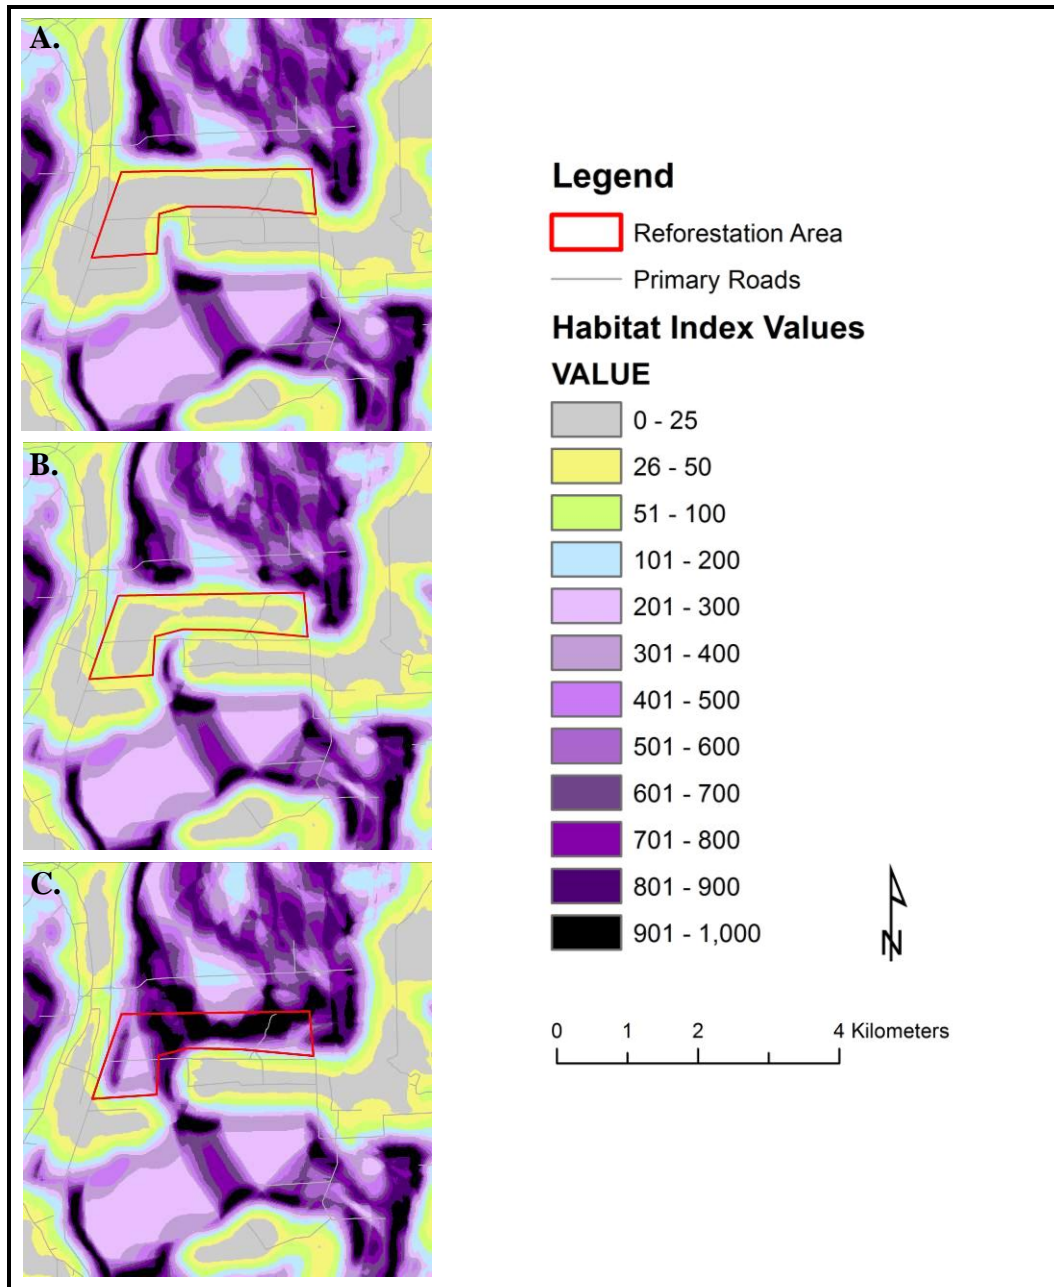 A.
B.
C.
Legend
Reforestation Area
Primary Roads
Habitat Index Values
VALUE
0 - 25
26 - 50
51 - 100
101 - 200
201 - 300
301 - 400
401 - 500
501 - 600
601 - 700
701 - 800
801 - 900
901 - 1,000
N
0 1 2 4 Kilometers